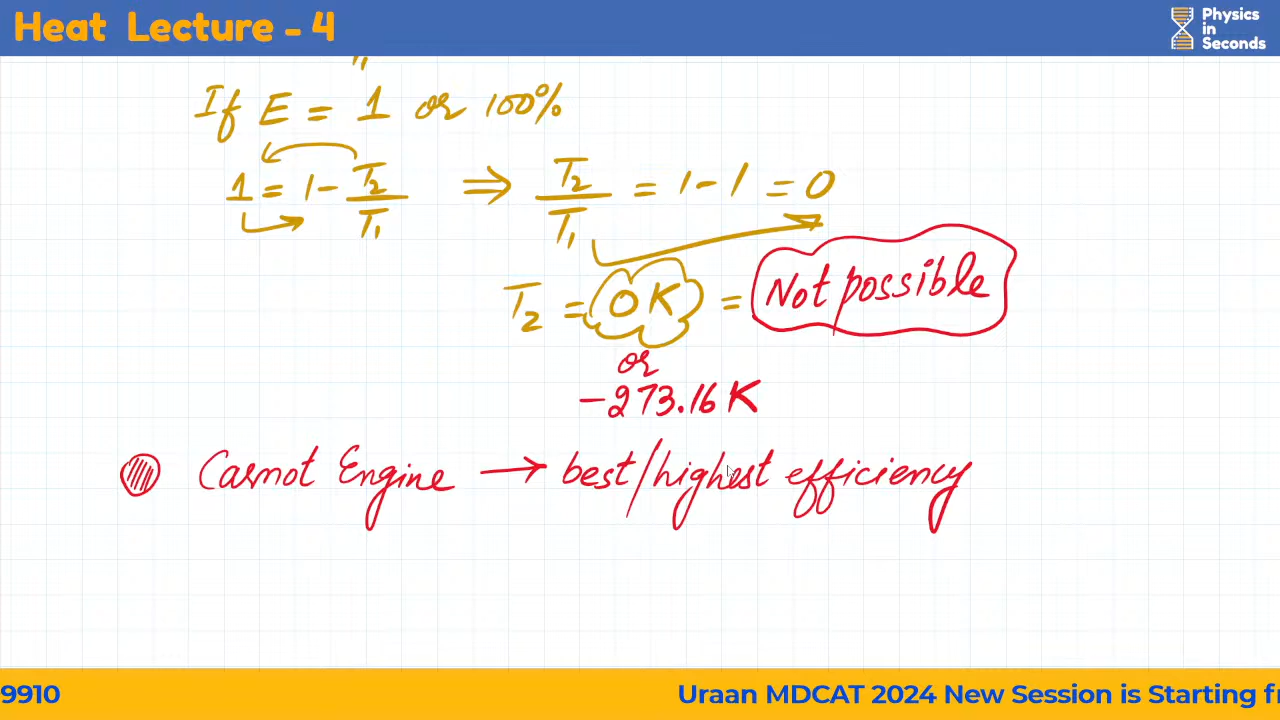 Heat Lecture - 4
Physics
in
Seconds
If E = 1 or 100%
1 = 1 - T₂/T₁ ⇒ T₂/T₁ = 1 - 1 = 0
T₂ = 0 K = Not possible
or
-273.16 K
Carnot Engine → best/highest efficiency
9910
Uraan MDCAT 2024 New Session is Starting fr